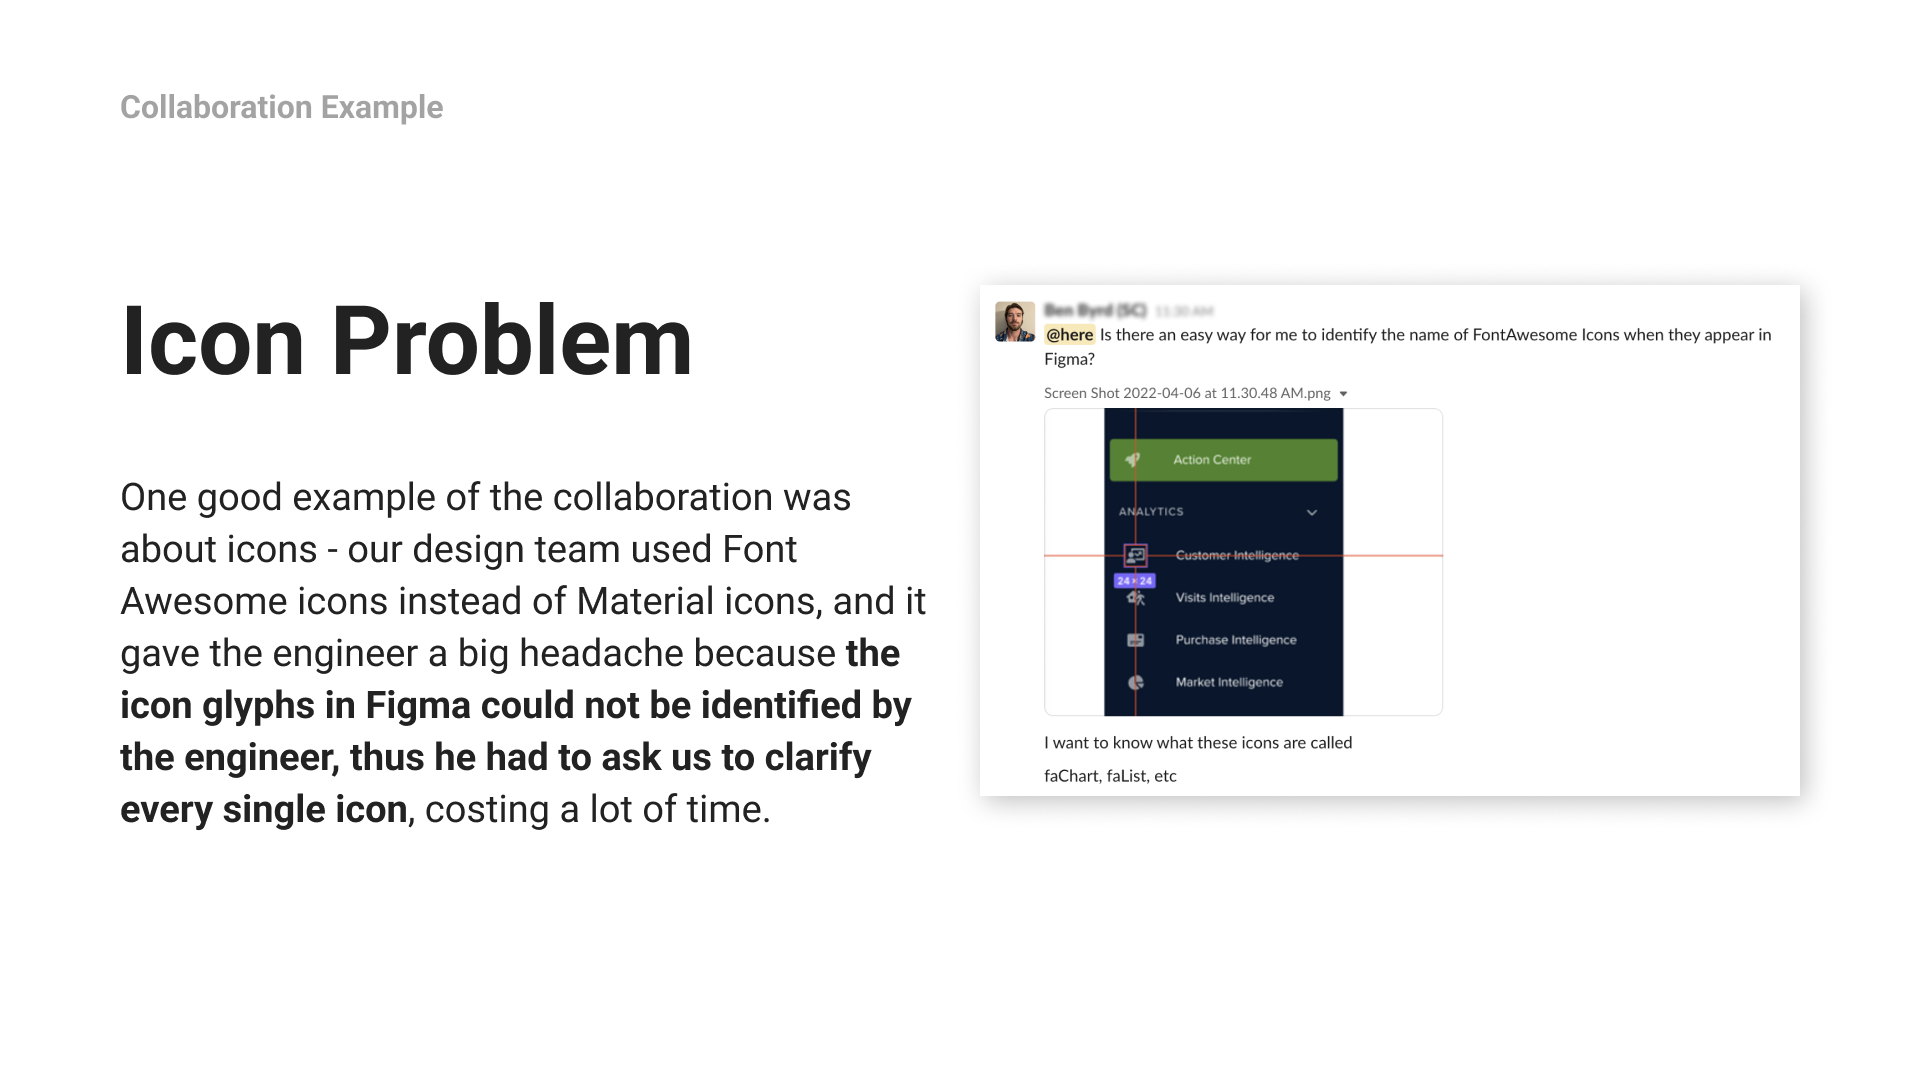 Collaboration Example
Icon Problem
One good example of the collaboration was
about icons - our design team used Font
Awesome icons instead of Material icons, and it
gave the engineer a big headache because the
icon glyphs in Figma could not be identified by
the engineer, thus he had to ask us to clarify
every single icon, costing a lot of time.
@here Is there an easy way for me to identify the name of FontAwesome Icons when they appear in
Figma?
Screen Shot 2022-04-06 at 11.30.48 AM.png
Action Center
ANALYTICS
Customer Intelligence
24 × 24
Visits Intelligence
Purchase Intelligence
Market Intelligence
I want to know what these icons are called
faChart, faList, etc